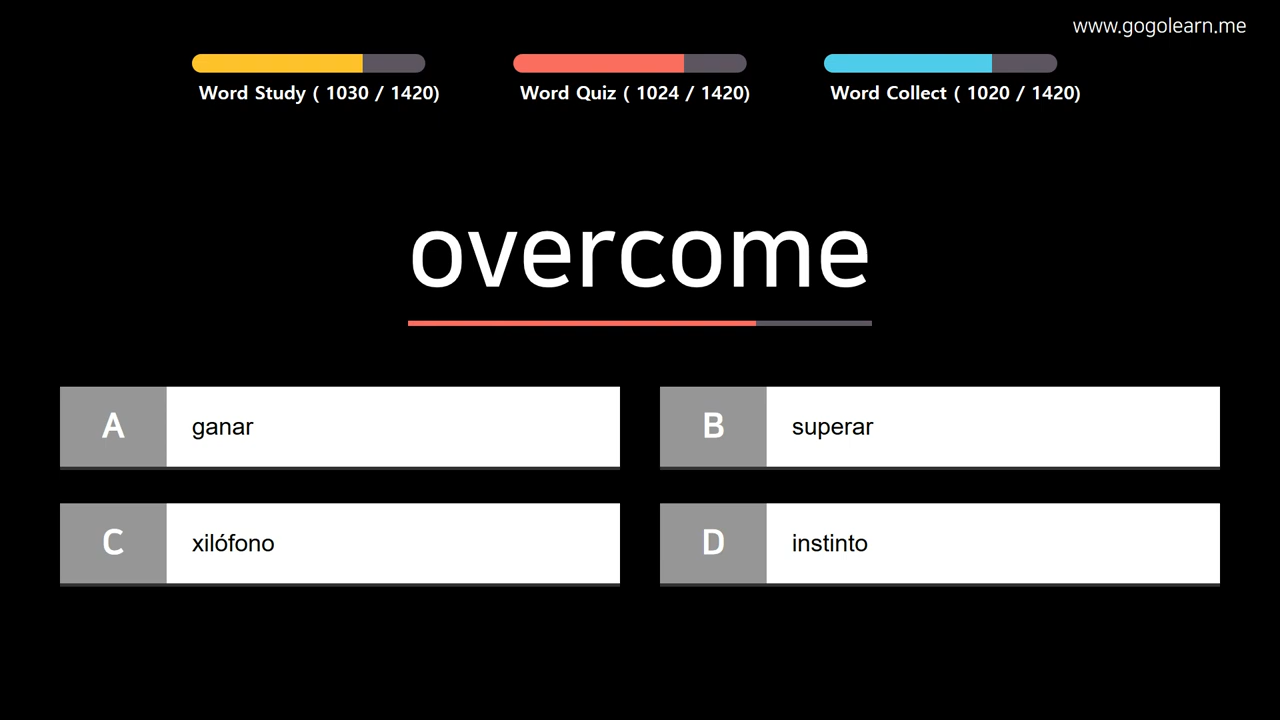 www.gogolearn.me
Word Study ( 1030 / 1420)
Word Quiz ( 1024 / 1420)
Word Collect ( 1020 / 1420)
overcome
A ganar
B superar
C xilófono
D instinto